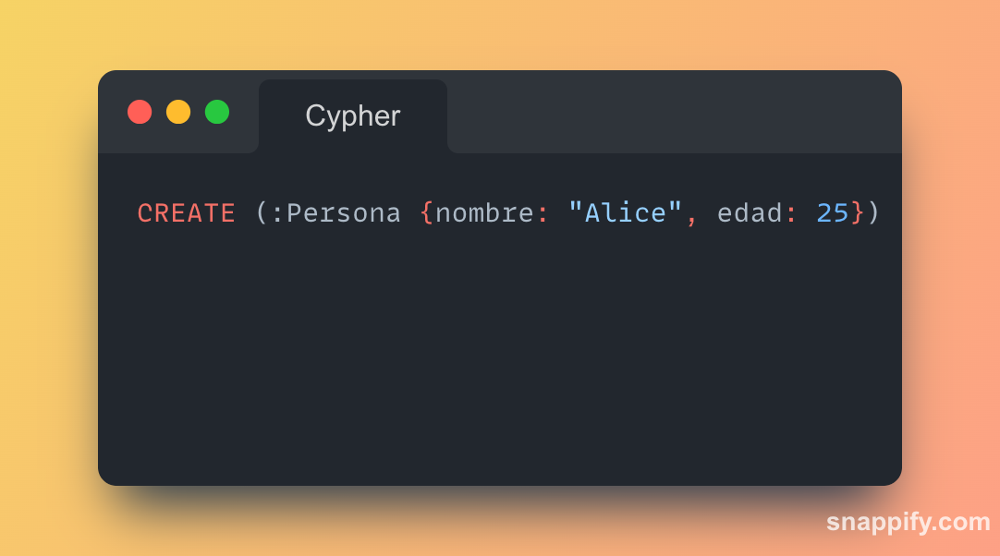 Cypher
CREATE (:Persona {nombre: "Alice", edad: 25})
snappify.com